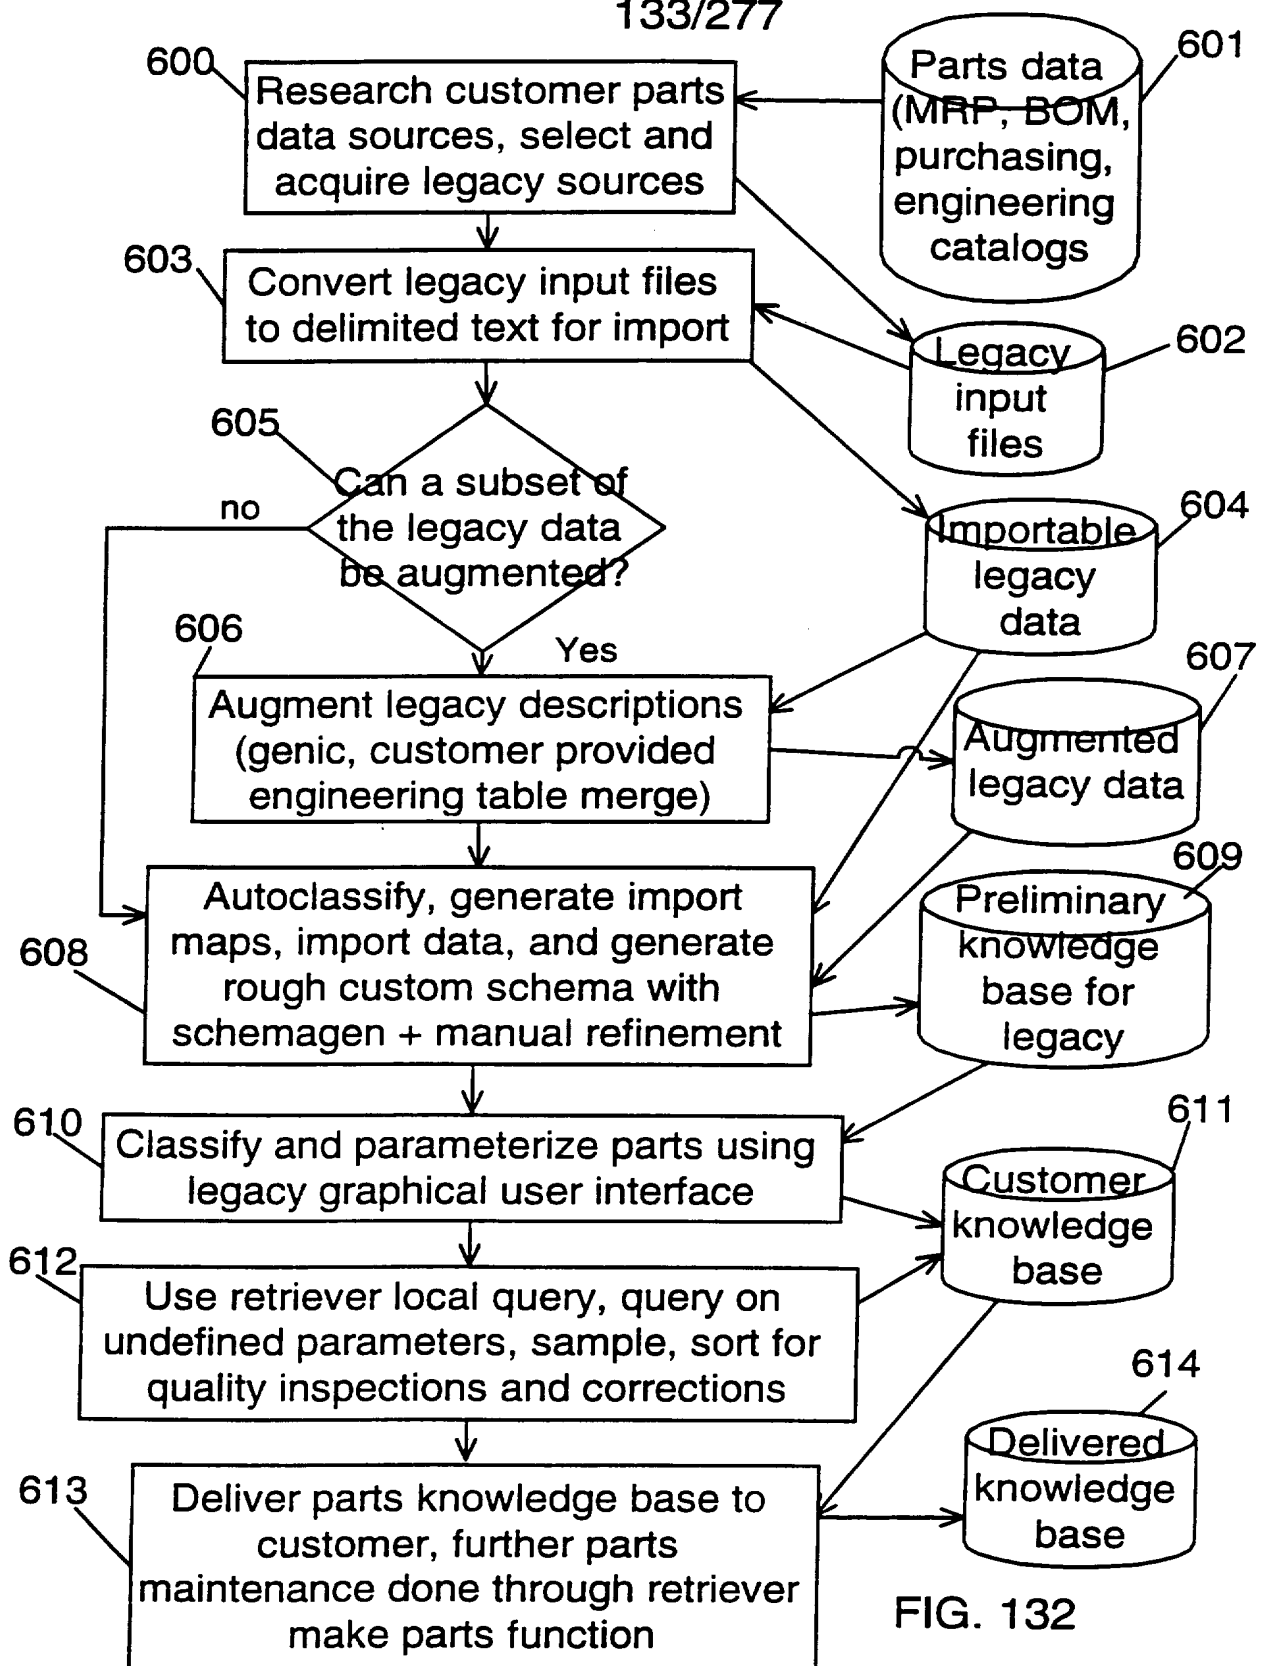 133/277
600
Research customer parts
data sources, select and
acquire legacy sources
601
Parts data
(MRP, BOM,
purchasing,
engineering
catalogs
603
Convert legacy input files
to delimited text for import
602
Legacy
input
files
605
Can a subset of
the legacy data
be augmented?
no
Yes
604
Importable
legacy
data
606
Augment legacy descriptions
(genic, customer provided
engineering table merge)
607
Augmented
legacy data
608
Autoclassify, generate import
maps, import data, and generate
rough custom schema with
schemagen + manual refinement
609
Preliminary
knowledge
base for
legacy
610
Classify and parameterize parts using
legacy graphical user interface
611
Customer
knowledge
base
612
Use retriever local query, query on
undefined parameters, sample, sort for
quality inspections and corrections
613
Deliver parts knowledge base to
customer, further parts
maintenance done through retriever
make parts function
614
Delivered
knowledge
base
FIG. 132